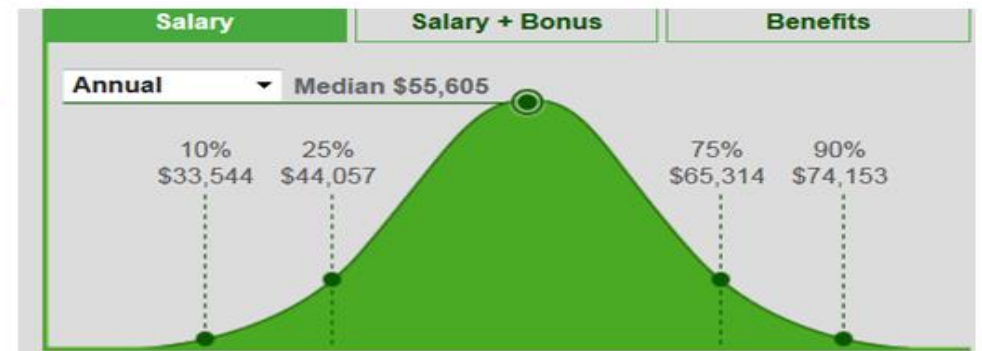 Salary Salary + Bonus Benefits
Annual Median $55,605
10% 25% 75% 90%
$33,544 $44,057 $65,314 $74,153